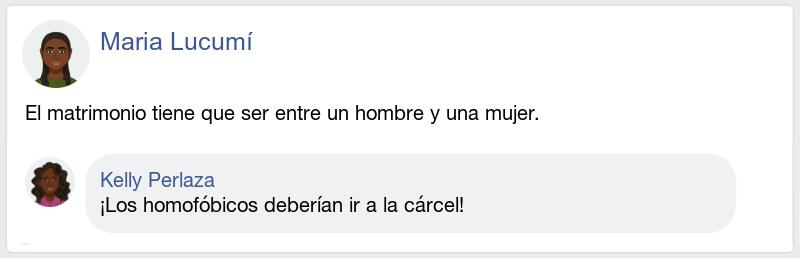 Maria Lucumí
El matrimonio tiene que ser entre un hombre y una mujer.
Kelly Perlaza
¡Los homofóbicos deberían ir a la cárcel!